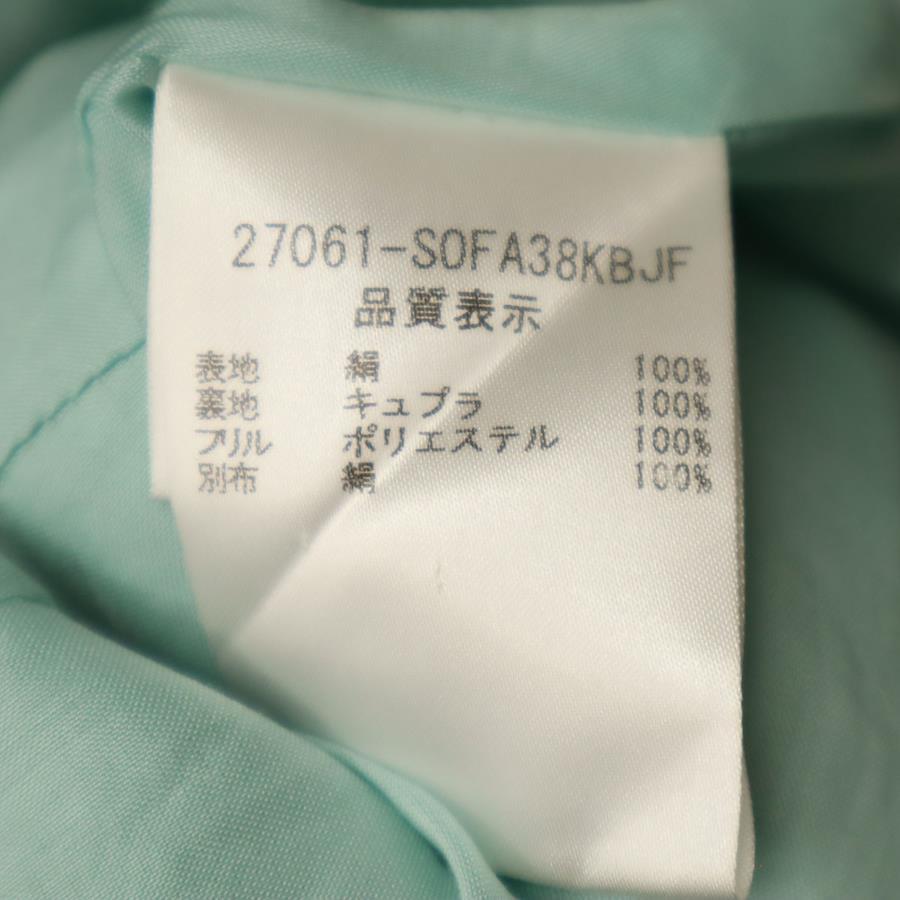 27061-SOFA38KBJF
品質表示
表地 絹 100%
裏地 キュプラ 100%
フリル ポリエステル 100%
別布 絹 100%